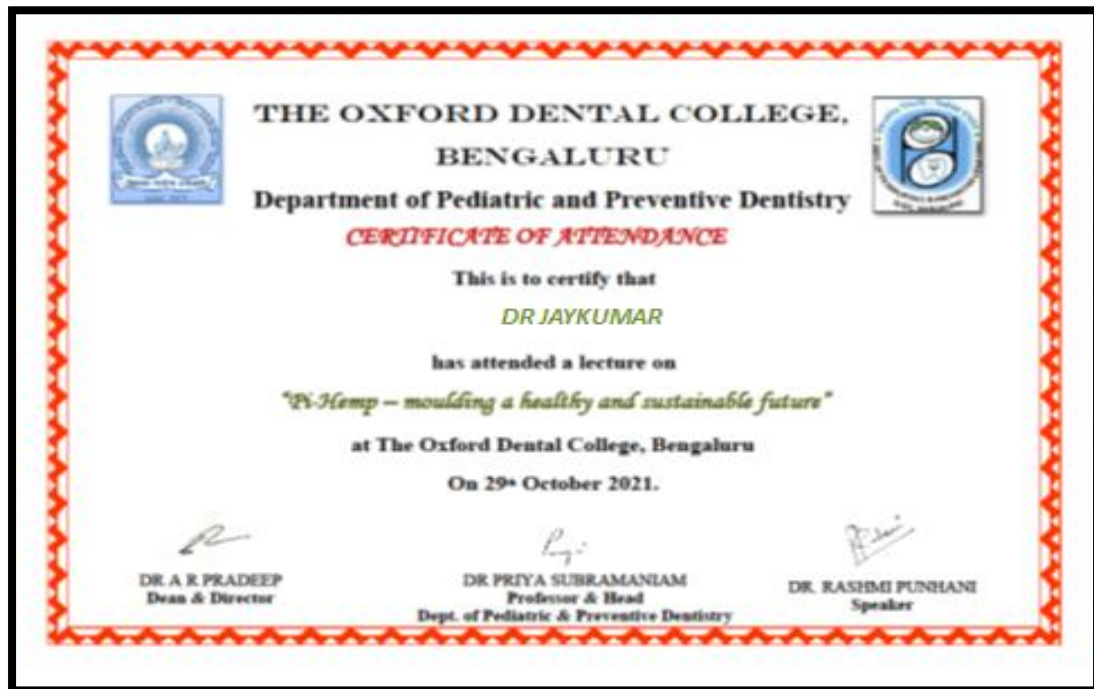 THE OXFORD DENTAL COLLEGE,
BENGALURU
Department of Pediatric and Preventive Dentistry
CERTIFICATE OF ATTENDANCE
This is to certify that
DR JAYKUMAR
has attended a lecture on
"Pi-Hemp – moulding a healthy and sustainable future"
at The Oxford Dental College, Bengaluru
On 29th October 2021.
DR A R PRADEEP
Dean & Director
DR PRIYA SUBRAMANIAM
Professor & Head
Dept. of Pediatric & Preventive Dentistry
DR. RASHMI PUNHANI
Speaker